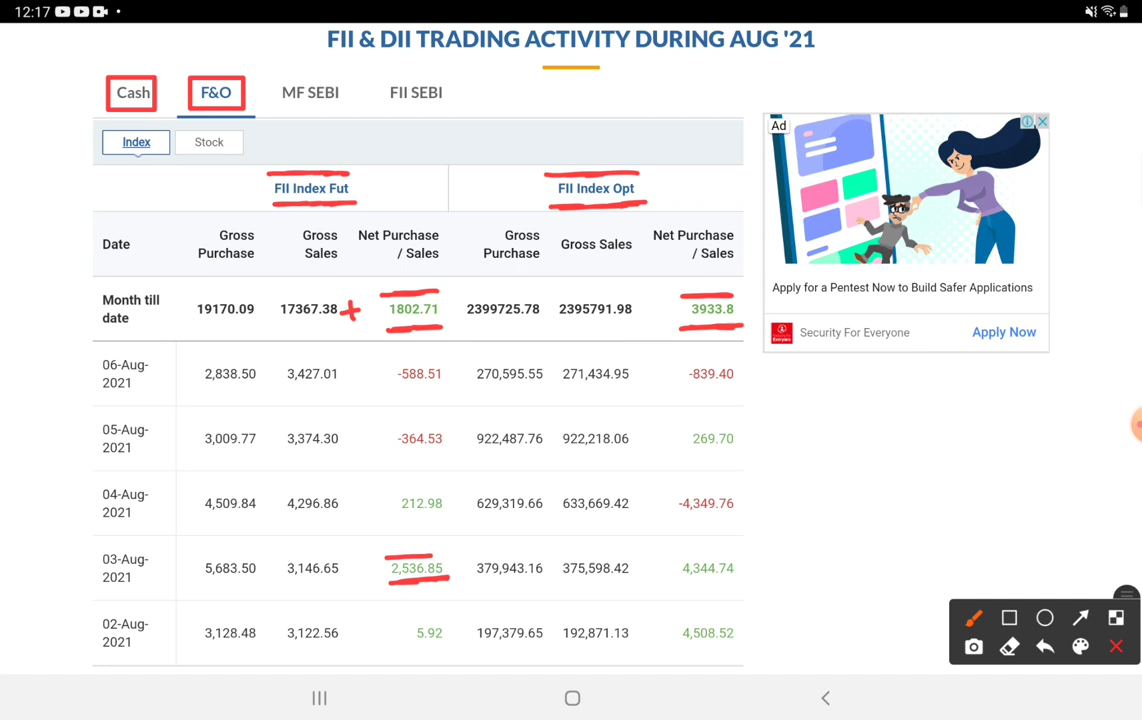 12:17
FII & DII TRADING ACTIVITY DURING AUG '21
Cash F&O MF SEBI FII SEBI
Index Stock
FII Index Fut FII Index Opt
Date Gross Purchase Gross Sales Net Purchase / Sales Gross Purchase Gross Sales Net Purchase / Sales
Month till date 19170.09 17367.38 + 1802.71 2399725.78 2395791.98 3933.8
06-Aug-2021 2,838.50 3,427.01 -588.51 270,595.55 271,434.95 -839.40
05-Aug-2021 3,009.77 3,374.30 -364.53 922,487.76 922,218.06 269.70
04-Aug-2021 4,509.84 4,296.86 212.98 629,319.66 633,669.42 -4,349.76
03-Aug-2021 5,683.50 3,146.65 2,536.85 379,943.16 375,598.42 4,344.74
02-Aug-2021 3,128.48 3,122.56 5.92 197,379.65 192,871.13 4,508.52
Ad
Apply for a Pentest Now to Build Safer Applications
Security For Everyone Apply Now